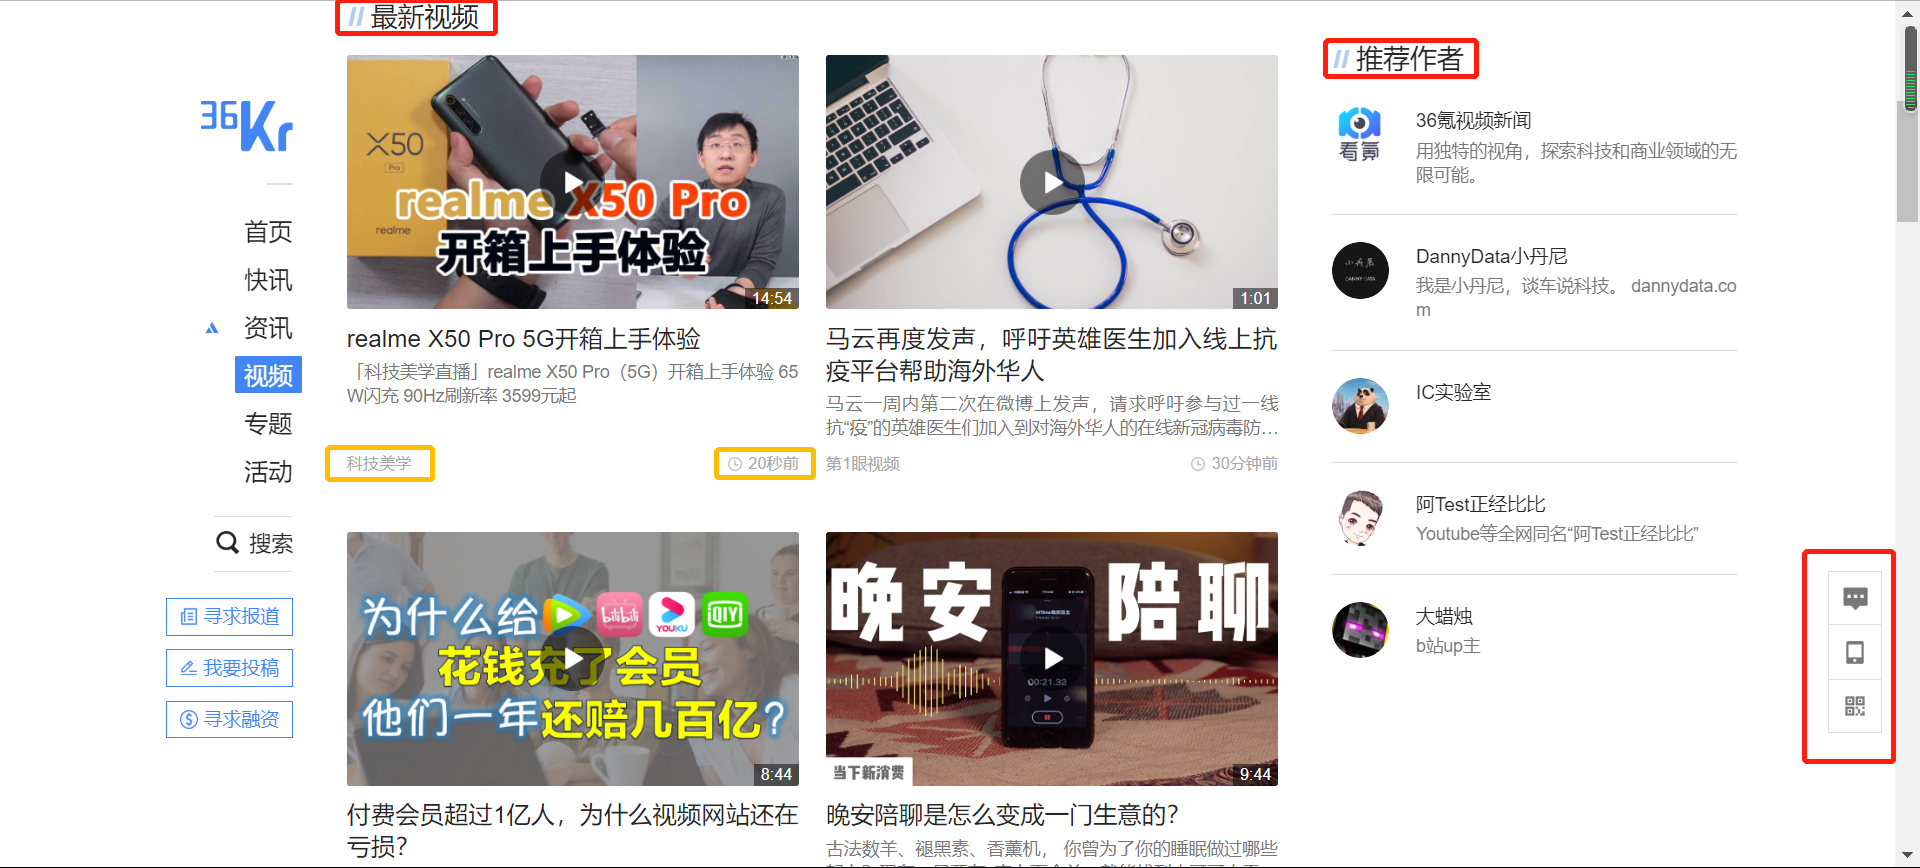 36Kr
首页
快讯
资讯
视频
专题
活动
搜索
寻求报道
我要投稿
寻求融资
// 最新视频
X50
Pro
realme
realme X50 Pro
开箱上手体验
14:54
realme X50 Pro 5G开箱上手体验
「科技美学直播」realme X50 Pro（5G）开箱上手体验 65
W闪充 90Hz刷新率 3599元起
科技美学
20秒前
1:01
马云再度发声，呼吁英雄医生加入线上抗
疫平台帮助海外华人
马云一周内第二次在微博上发声，请求呼吁参与过一线
抗“疫”的英雄医生们加入到对海外华人的在线新冠病毒防…
第1眼视频
30分钟前
为什么给
bilibili
YOUKU
iQIYI
花钱充了会员
他们一年还赔几百亿？
8:44
付费会员超过1亿人，为什么视频网站还在
亏损？
晚安 陪聊
00:21.32
当下新消费
9:44
晚安陪聊是怎么变成一门生意的？
古法数羊、褪黑素、香薰机， 你曾为了你的睡眠做过哪些
// 推荐作者
看氪
36氪视频新闻
用独特的视角，探索科技和商业领域的无
限可能。
小丹尼
DANNY DATA
DannyData小丹尼
我是小丹尼，谈车说科技。 dannydata.co
m
IC实验室
阿Test正经比比
Youtube等全网同名“阿Test正经比比”
大蜡烛
b站up主